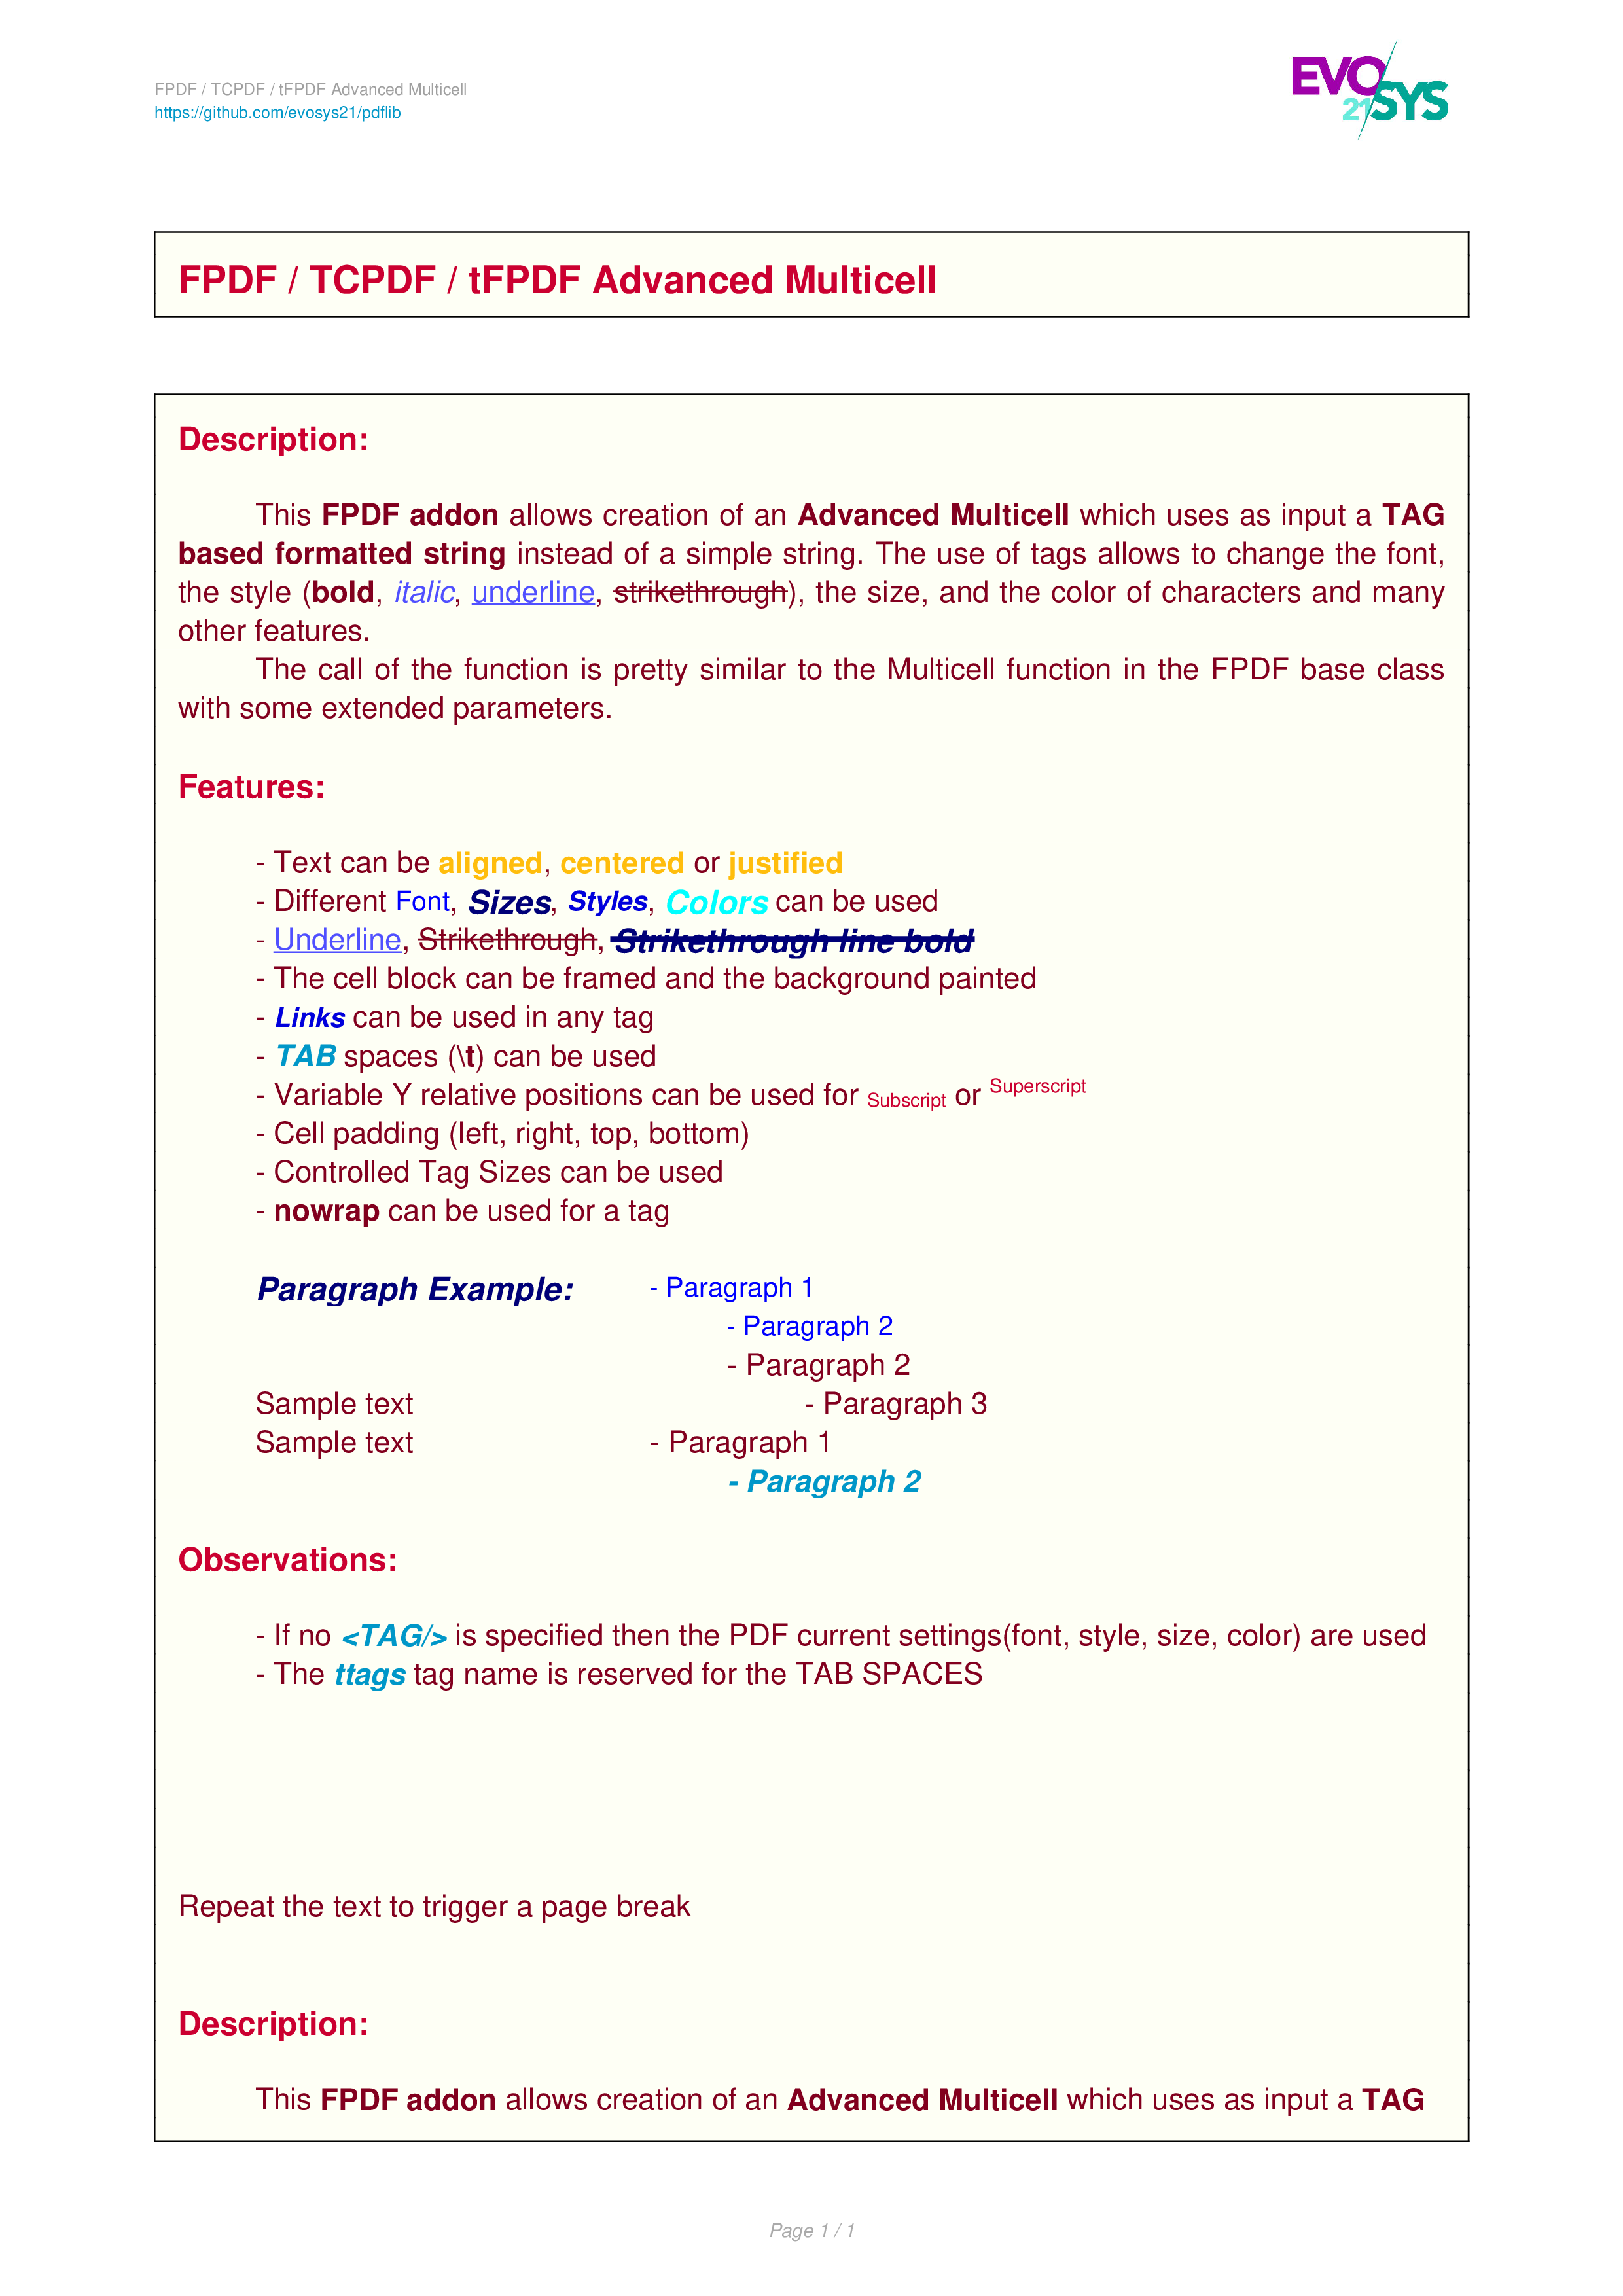 FPDF / TCPDF / tFPDF Advanced Multicell
https://github.com/evosys21/pdflib
EVO
21 SYS
FPDF / TCPDF / tFPDF Advanced Multicell
Description:
This FPDF addon allows creation of an Advanced Multicell which uses as input a TAG
based formatted string instead of a simple string. The use of tags allows to change the font,
the style (bold, italic, underline, strikethrough), the size, and the color of characters and many
other features.
The call of the function is pretty similar to the Multicell function in the FPDF base class
with some extended parameters.
Features:
- Text can be aligned, centered or justified
- Different Font, Sizes, Styles, Colors can be used
- Underline, Strikethrough, Strikethrough line bold
- The cell block can be framed and the background painted
- Links can be used in any tag
- TAB spaces (\t) can be used
- Variable Y relative positions can be used for Subscript or Superscript
- Cell padding (left, right, top, bottom)
- Controlled Tag Sizes can be used
- nowrap can be used for a tag
Paragraph Example: - Paragraph 1
- Paragraph 2
- Paragraph 2
Sample text - Paragraph 3
Sample text - Paragraph 1
- Paragraph 2
Observations:
- If no <TAG/> is specified then the PDF current settings(font, style, size, color) are used
- The ttags tag name is reserved for the TAB SPACES
Repeat the text to trigger a page break
Description:
This FPDF addon allows creation of an Advanced Multicell which uses as input a TAG
Page 1 / 1